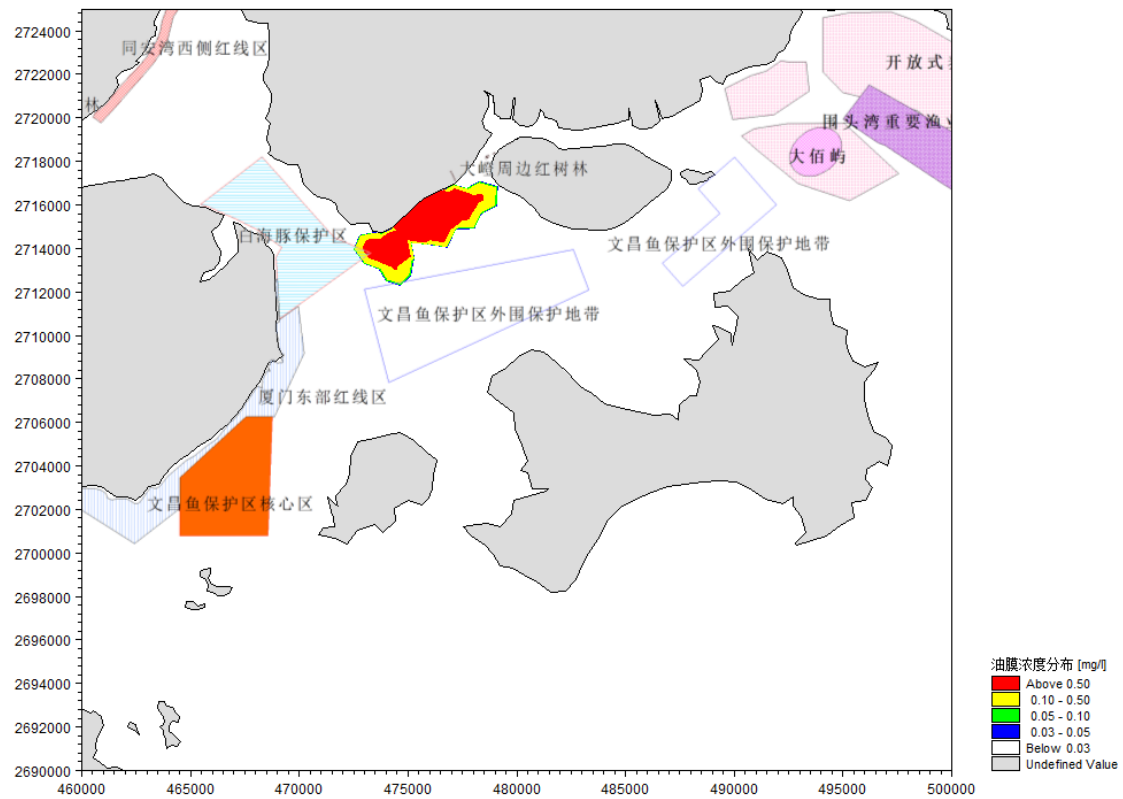 2724000
2722000
2720000
2718000
2716000
2714000
2712000
2710000
2708000
2706000
2704000
2702000
2700000
2698000
2696000
2694000
2692000
2690000
460000
465000
470000
475000
480000
485000
490000
495000
500000
同安湾西侧红线区
林
开放式
围头湾重要渔
大佰屿
大嶝周边红树林
白海豚保护区
文昌鱼保护区外围保护地带
文昌鱼保护区外围保护地带
厦门东部红线区
文昌鱼保护区核心区
油膜浓度分布 [mg/l]
Above 0.50
0.10 - 0.50
0.05 - 0.10
0.03 - 0.05
Below 0.03
Undefined Value